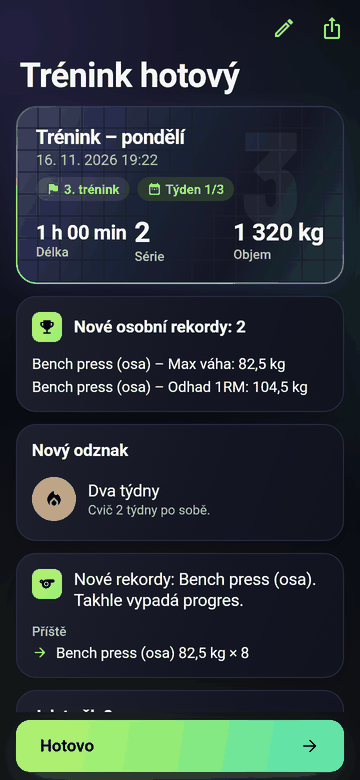 Trénink hotový
Trénink – pondělí
16. 11. 2026 19:22
3. trénink
Týden 1/3
3
1 h 00 min
Délka
2
Série
1 320 kg
Objem
Nové osobní rekordy: 2
Bench press (osa) – Max váha: 82,5 kg
Bench press (osa) – Odhad 1RM: 104,5 kg
Nový odznak
Dva týdny
Cvič 2 týdny po sobě.
Nové rekordy: Bench press (osa).
Takhle vypadá progres.
Příště
→ Bench press (osa) 82,5 kg × 8
Hotovo →